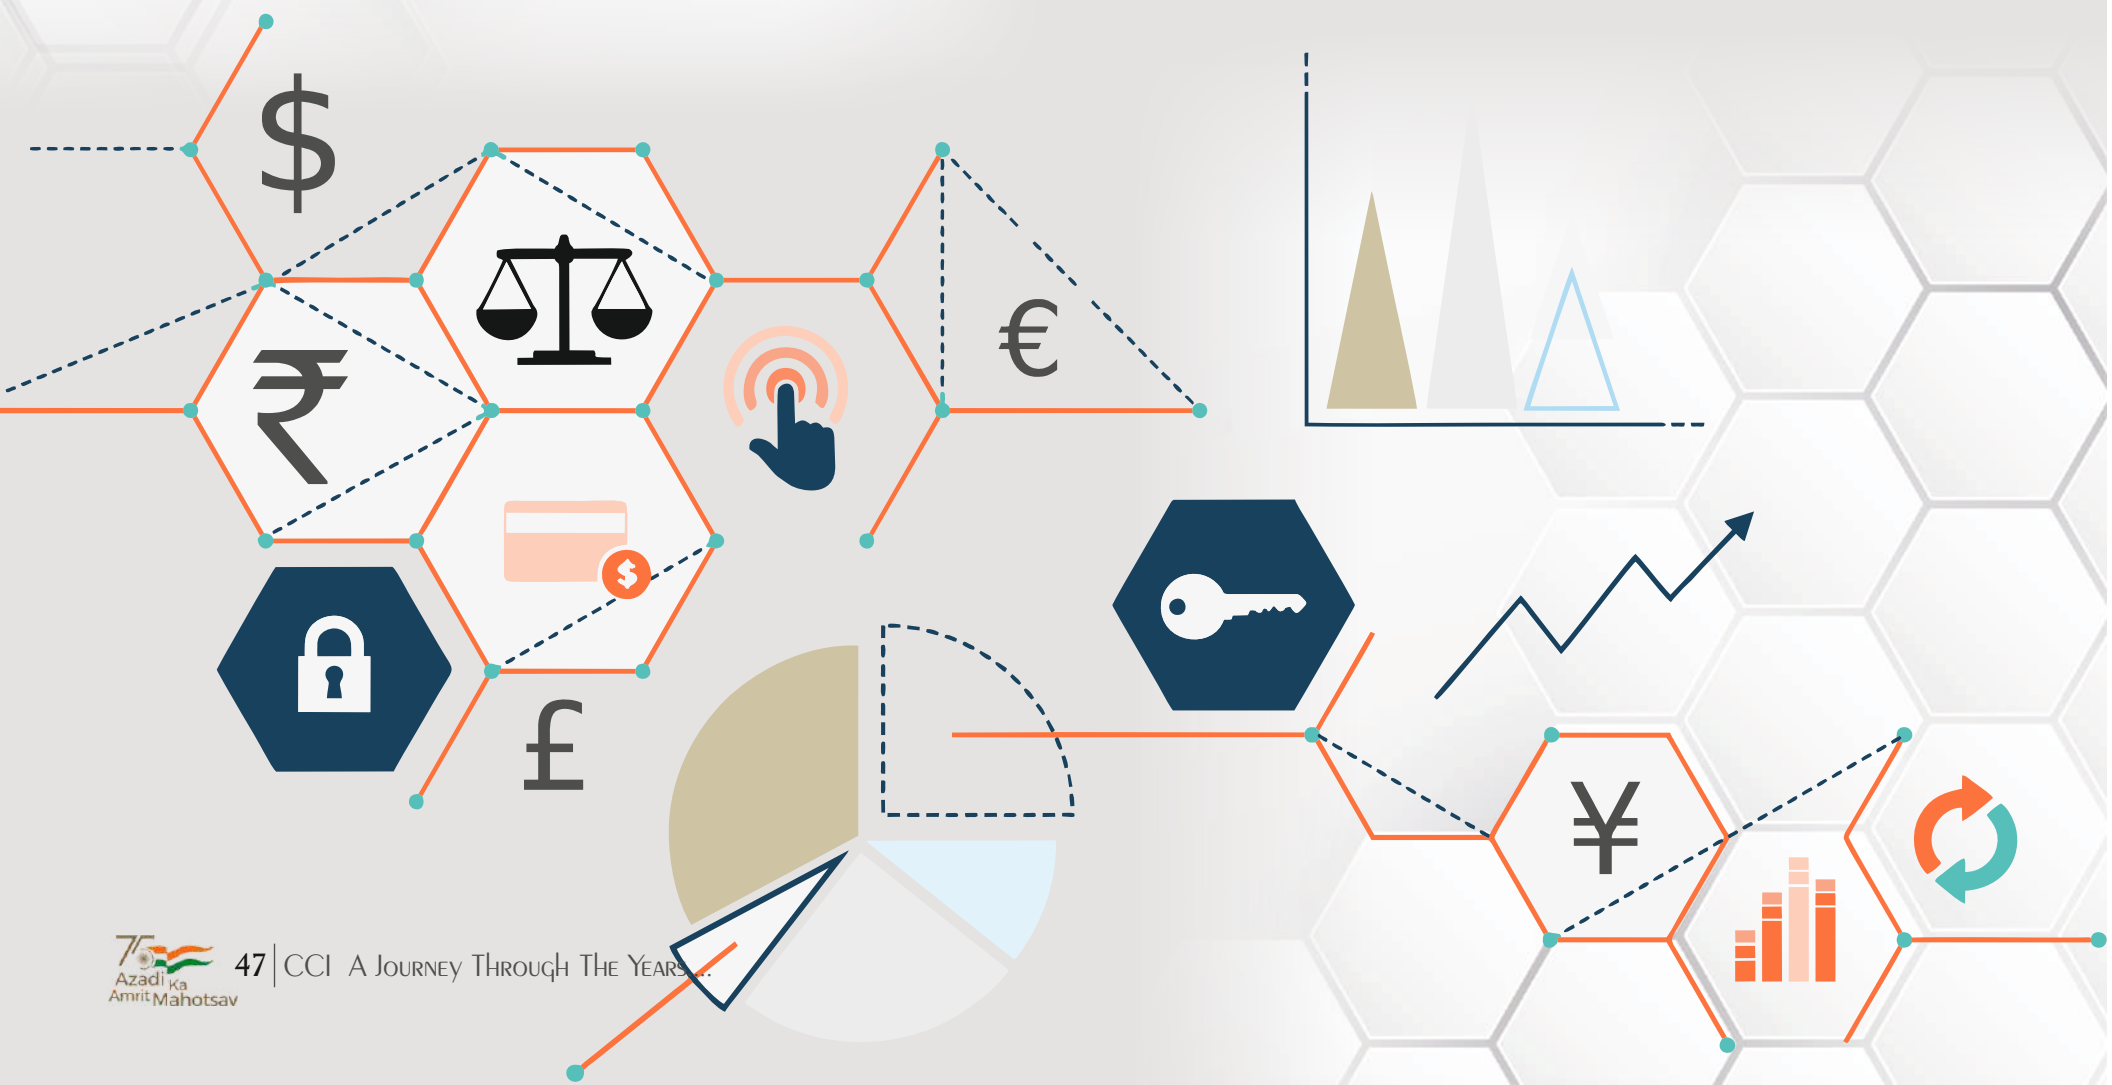 $
₹
€
$
£
¥
75
Azadi Ka
Amrit Mahotsav
47 CCI A Journey Through The Years...